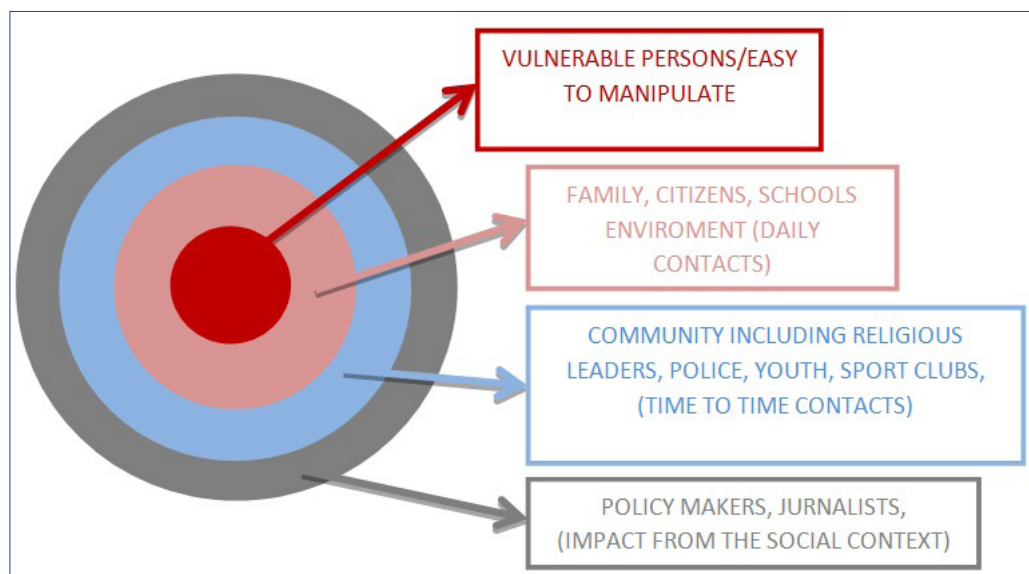 VULNERABLE PERSONS/EASY
TO MANIPULATE
FAMILY, CITIZENS, SCHOOLS
ENVIROMENT (DAILY
CONTACTS)
COMMUNITY INCLUDING RELIGIOUS
LEADERS, POLICE, YOUTH, SPORT CLUBS,
(TIME TO TIME CONTACTS)
POLICY MAKERS, JURNALISTS,
(IMPACT FROM THE SOCIAL CONTEXT)